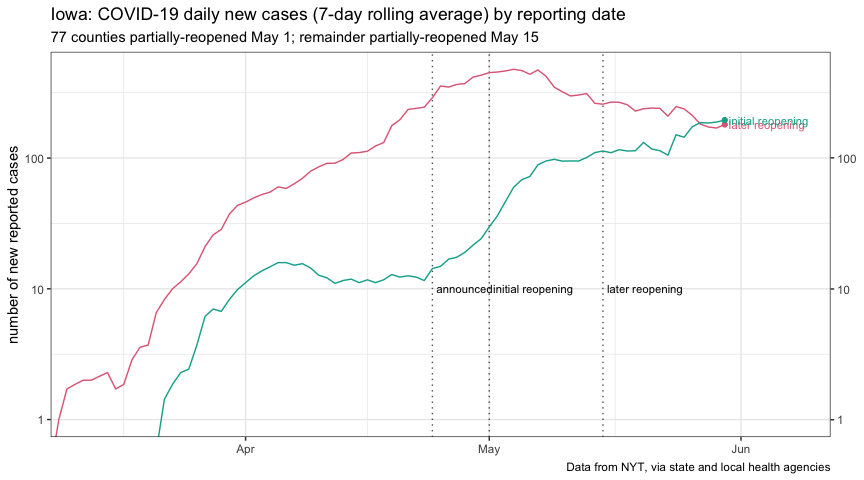 Iowa: COVID-19 daily new cases (7-day rolling average) by reporting date
77 counties partially-reopened May 1; remainder partially-reopened May 15
number of new reported cases
100
10
1
100
10
1
initial reopening
later reopening
announced
initial reopening
later reopening
Apr
May
Jun
Data from NYT, via state and local health agencies